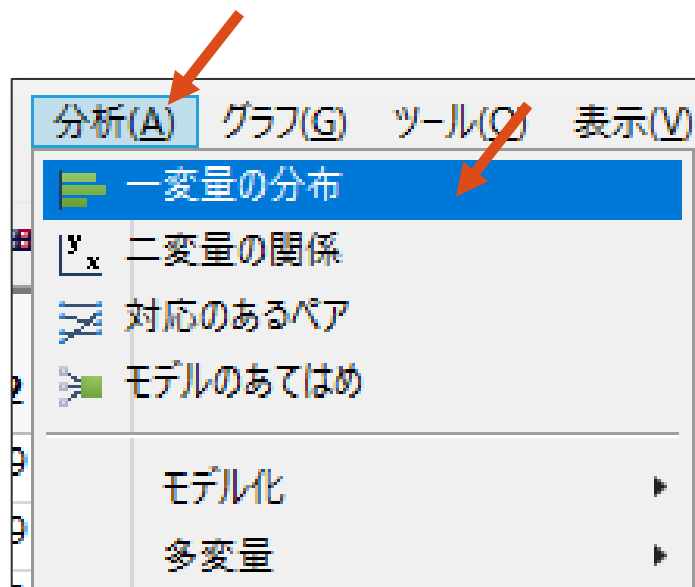 分析(A) グラフ(G) ツール(O) 表示(V)
一変量の分布
二変量の関係
対応のあるペア
モデルのあてはめ
モデル化
多変量